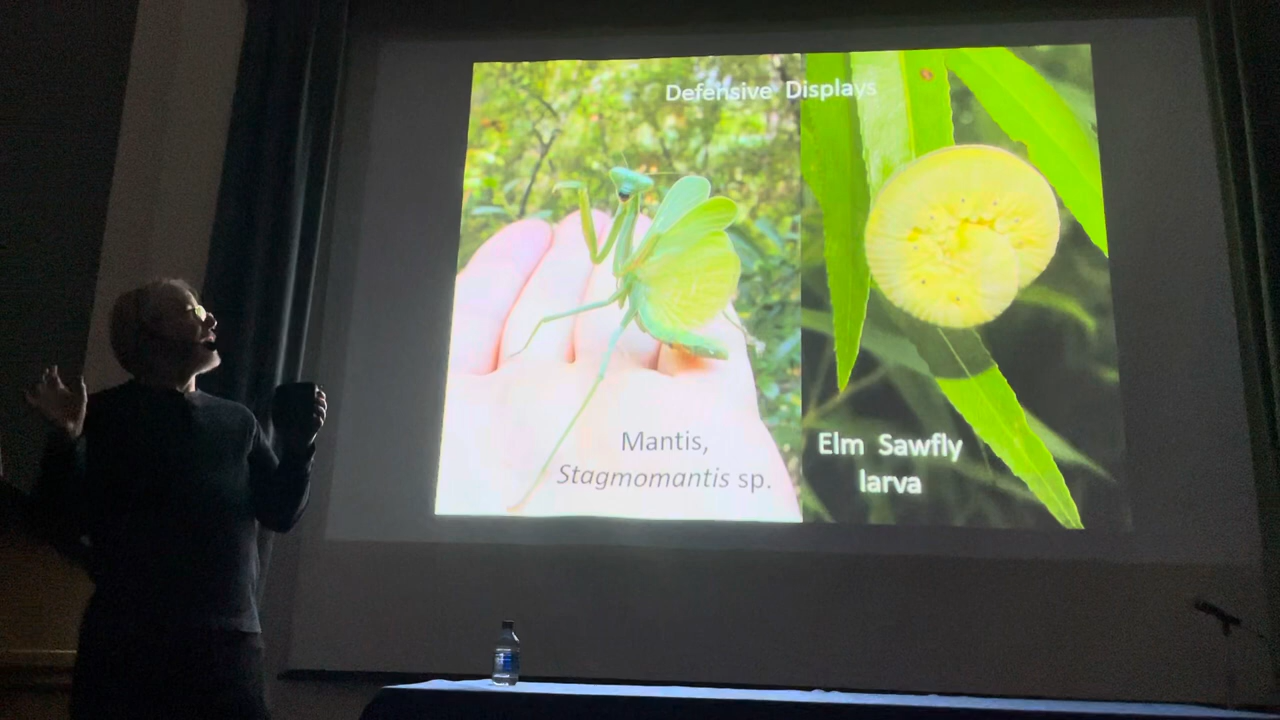 Defensive Displays
Mantis,
Stagmomantis sp.
Elm Sawfly
larva